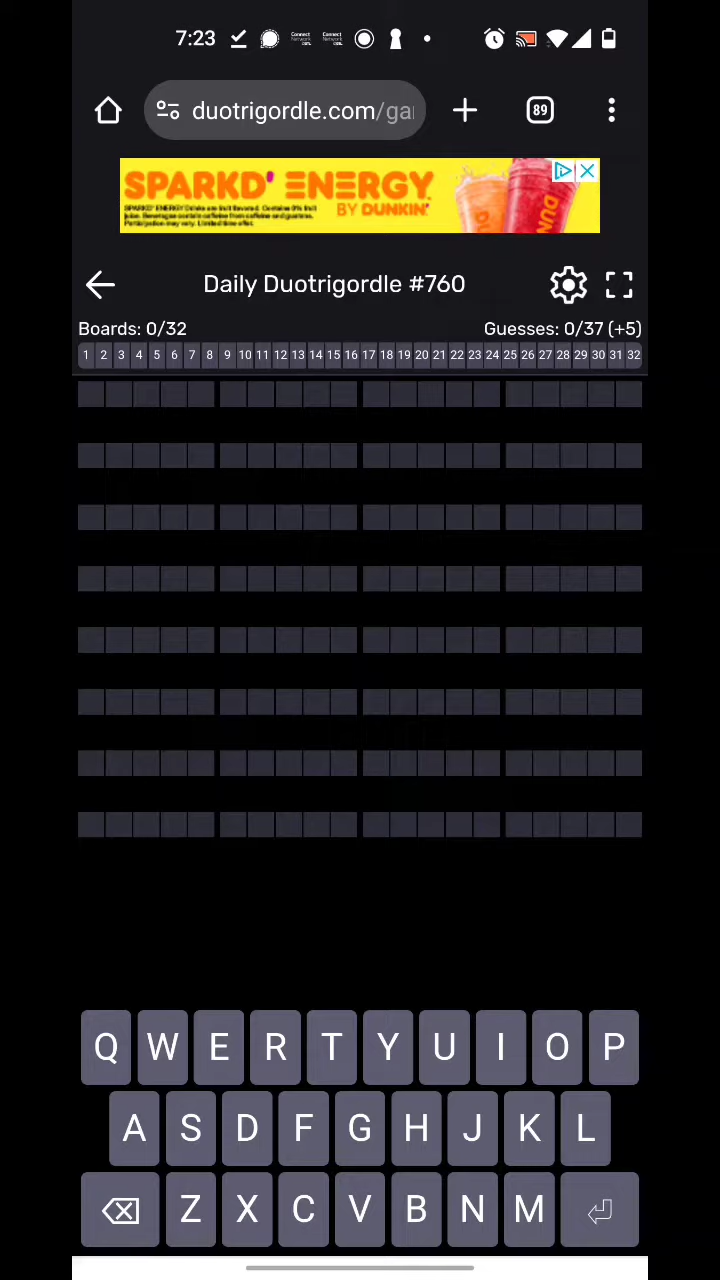 7:23
89
duotrigordle.com/ga
SPARKD' ENERGY
BY DUNKIN'
Daily Duotrigordle #760
Boards: 0/32
Guesses: 0/37 (+5)
1 2 3 4 5 6 7 8 9 10 11 12 13 14 15 16 17 18 19 20 21 22 23 24 25 26 27 28 29 30 31 32
Q W E R T Y U I O P
A S D F G H J K L
Z X C V B N M